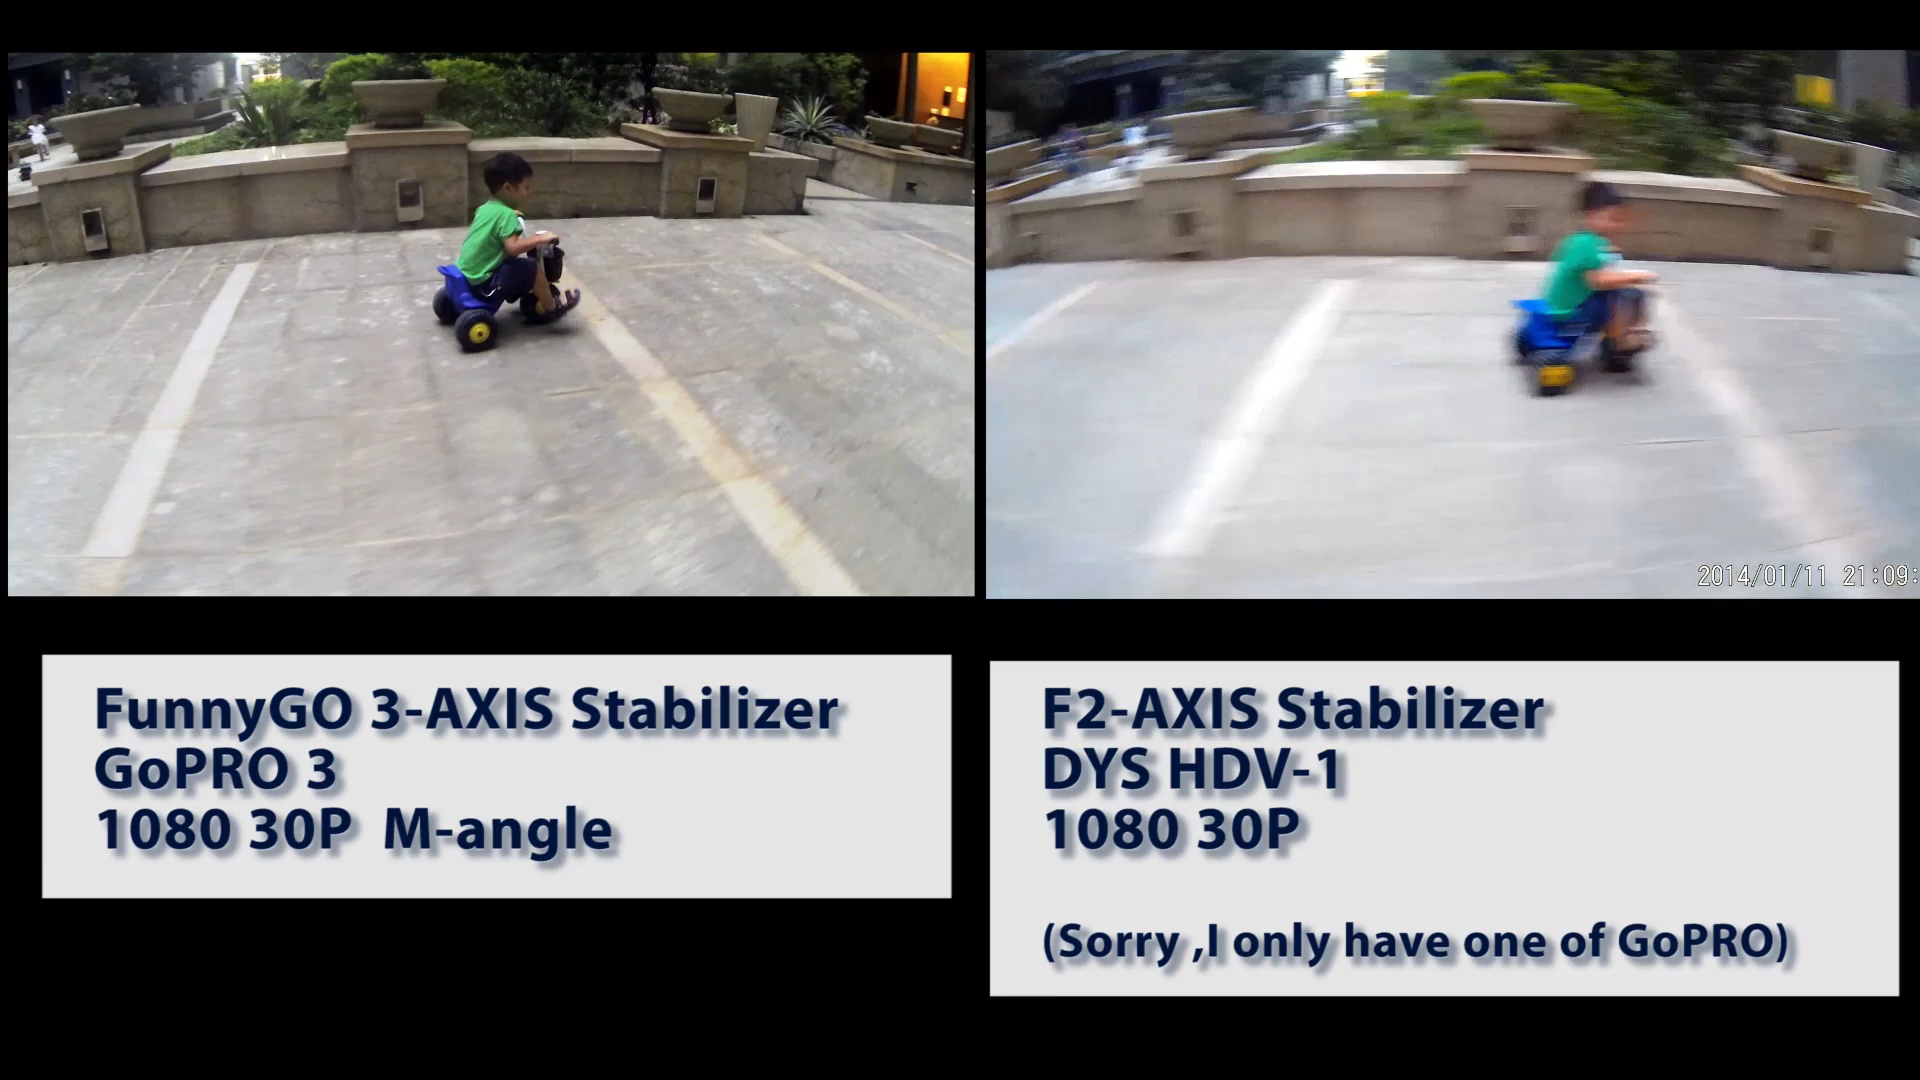 2014/01/11 21:09:
FunnyGO 3-AXIS Stabilizer
GoPRO 3
1080 30P M-angle
F2-AXIS Stabilizer
DYS HDV-1
1080 30P
(Sorry ,I only have one of GoPRO)